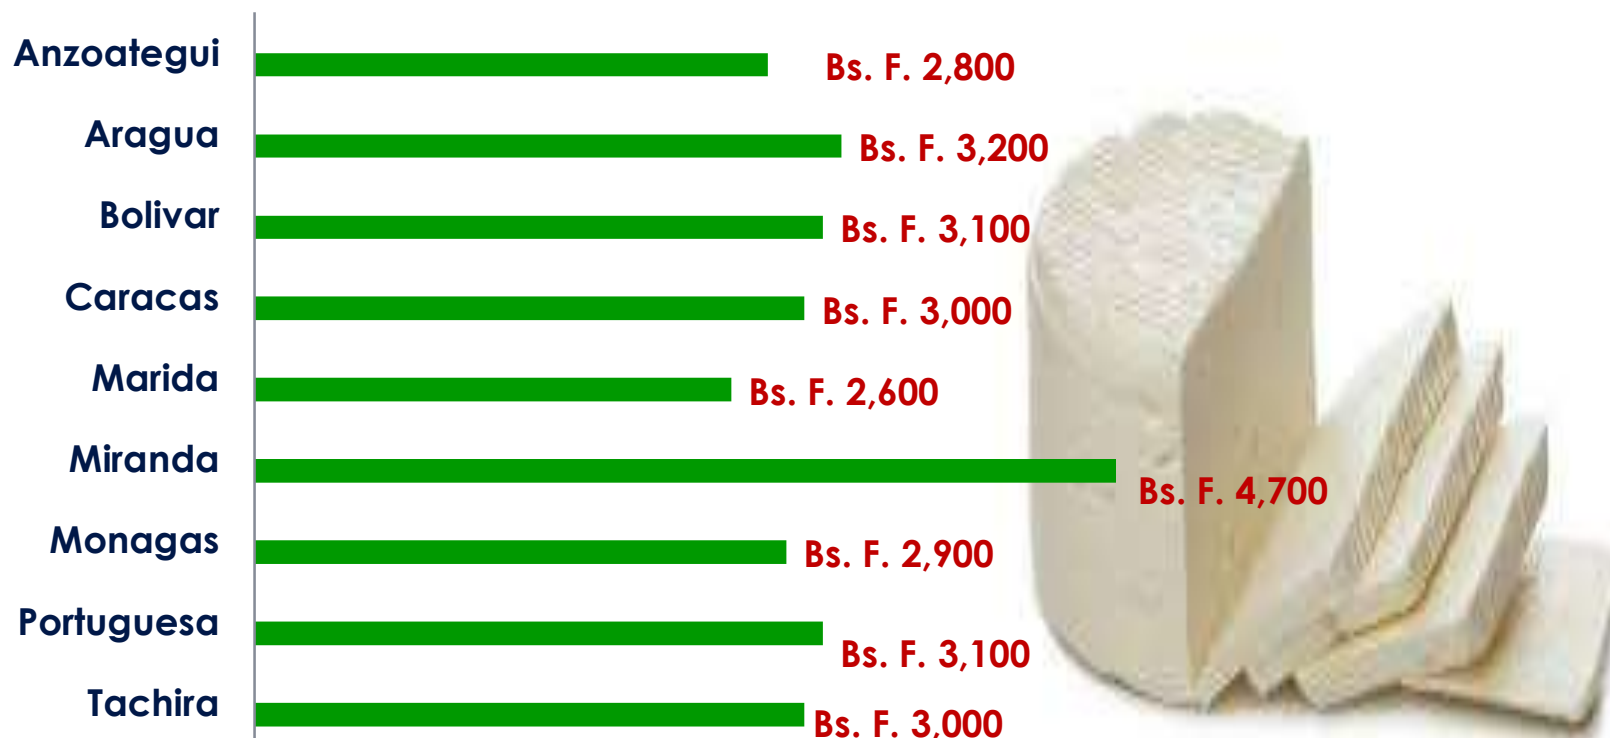 Anzoategui Bs. F. 2,800
Aragua Bs. F. 3,200
Bolivar Bs. F. 3,100
Caracas Bs. F. 3,000
Marida Bs. F. 2,600
Miranda Bs. F. 4,700
Monagas Bs. F. 2,900
Portuguesa Bs. F. 3,100
Tachira Bs. F. 3,000